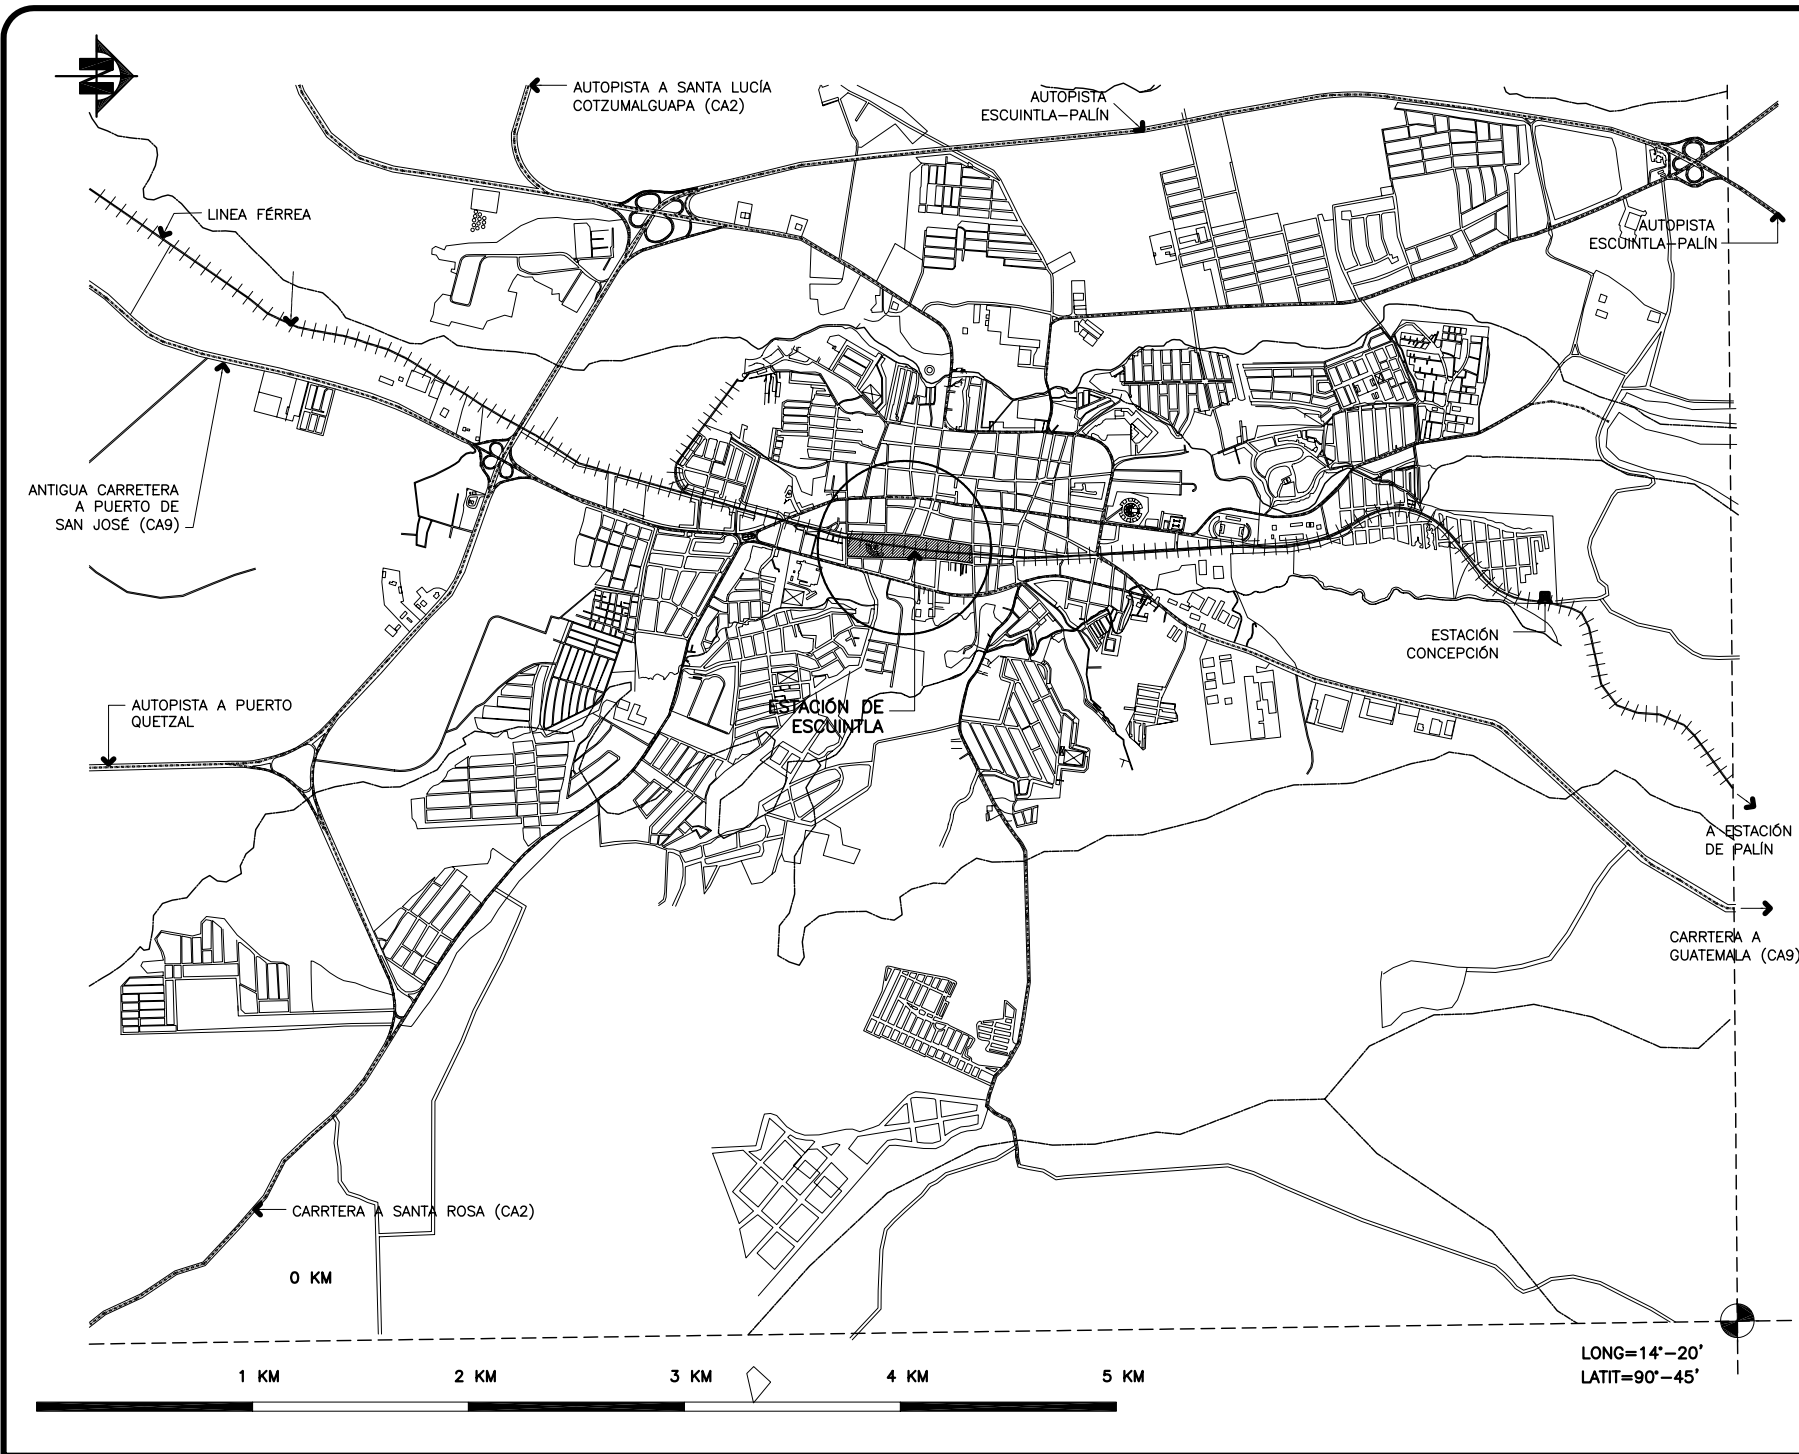 N
AUTOPISTA A SANTA LUCÍA
COTZUMALGUAPA (CA2)
AUTOPISTA
ESCUINTLA-PALÍN
LINEA FÉRREA
AUTOPISTA
ESCUINTLA-PALÍN
ANTIGUA CARRETERA
A PUERTO DE
SAN JOSÉ (CA9)
ESTACIÓN
CONCEPCIÓN
AUTOPISTA A PUERTO
QUETZAL
ESTACIÓN DE
ESCUINTLA
A ESTACIÓN
DE PALÍN
CARRTERA A
GUATEMALA (CA9)
CARRTERA A SANTA ROSA (CA2)
0 KM
1 KM
2 KM
3 KM
4 KM
5 KM
LONG=14°-20'
LATIT=90°-45'